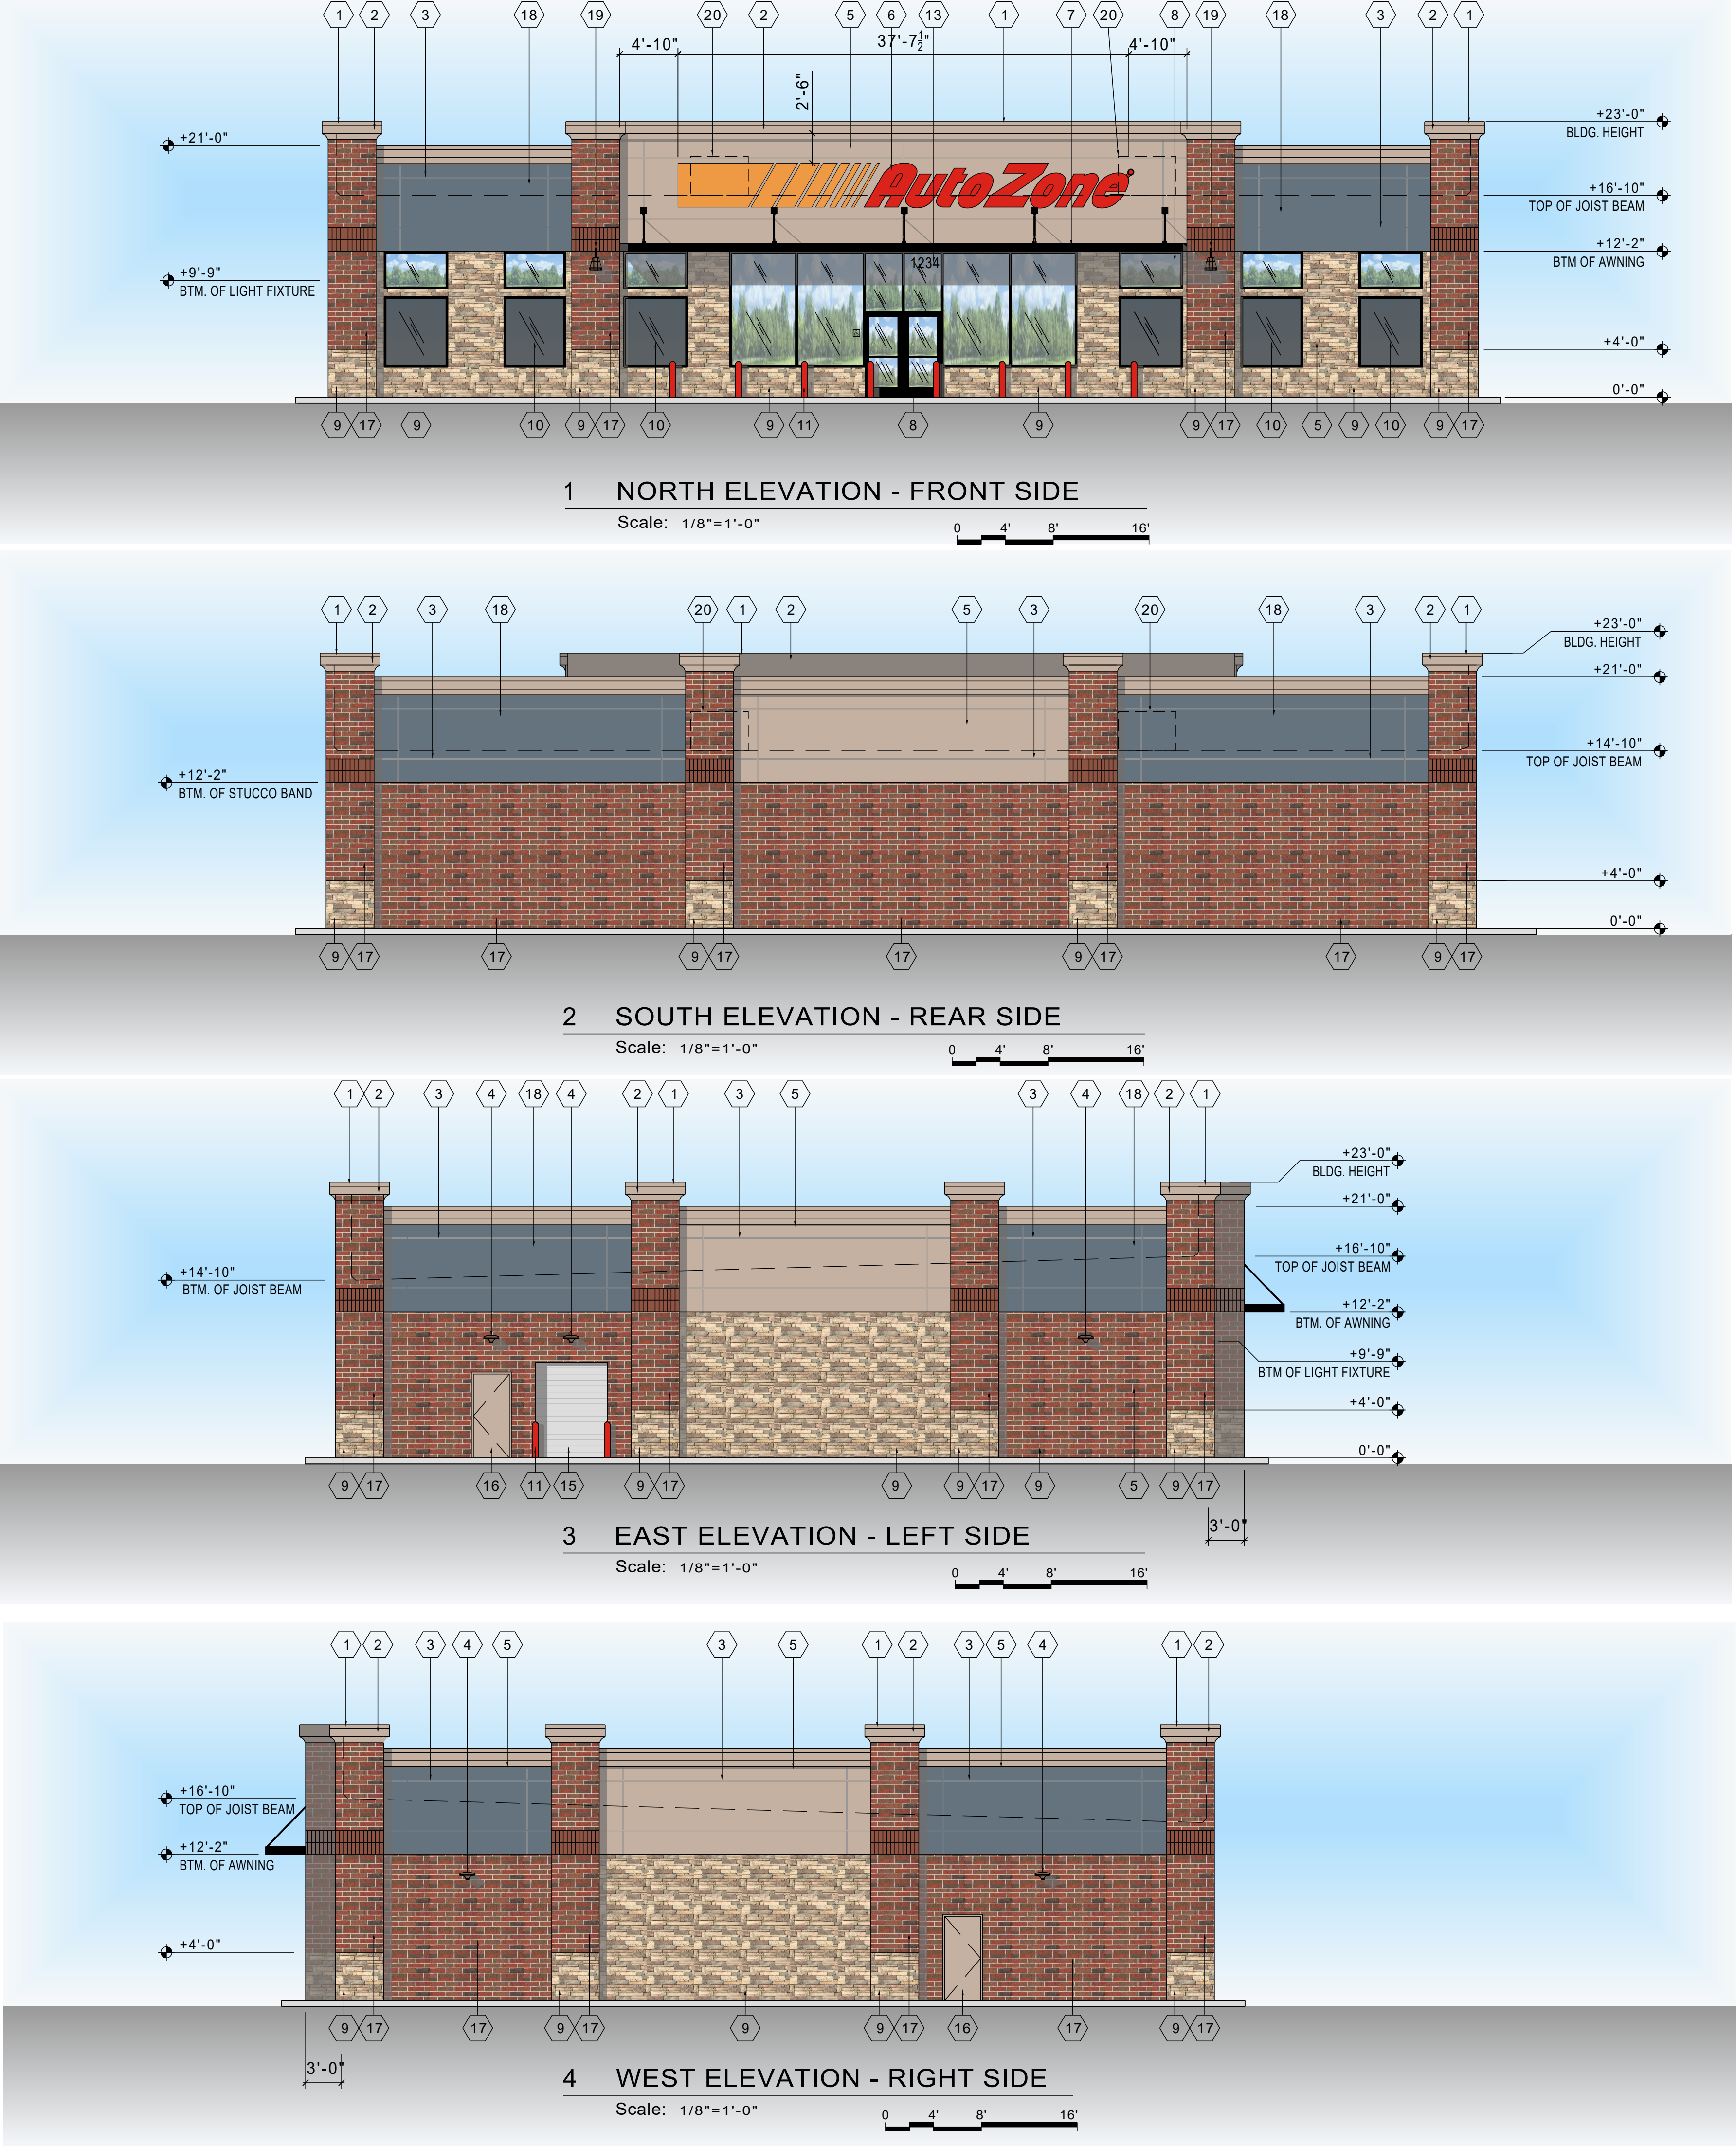 1 2 3 18 19 20 2 5 6 13 1 7 20 8 19 18 3 2 1
4'-10" 37'-7½" 4'-10"
2'-6"
+21'-0"
+23'-0"
BLDG. HEIGHT
AutoZone
+16'-10"
TOP OF JOIST BEAM
+12'-2"
BTM OF AWNING
1234
+9'-9"
BTM. OF LIGHT FIXTURE
+4'-0"
0'-0"
9 17 9 10 9 17 10 9 11 8 9 9 17 10 5 9 10 9 17
1 NORTH ELEVATION - FRONT SIDE
Scale: 1/8"=1'-0"
0 4' 8' 16'
1 2 3 18 20 1 2 5 3 20 18 3 2 1
+23'-0"
BLDG. HEIGHT
+21'-0"
+14'-10"
TOP OF JOIST BEAM
+12'-2"
BTM. OF STUCCO BAND
+4'-0"
0'-0"
9 17 17 9 17 17 9 17 17 9 17
2 SOUTH ELEVATION - REAR SIDE
Scale: 1/8"=1'-0"
0 4' 8' 16'
1 2 3 4 18 4 2 1 3 5 3 4 18 2 1
+23'-0"
BLDG. HEIGHT
+21'-0"
+16'-10"
TOP OF JOIST BEAM
+14'-10"
BTM. OF JOIST BEAM
+12'-2"
BTM. OF AWNING
+9'-9"
BTM OF LIGHT FIXTURE
+4'-0"
0'-0"
9 17 16 11 15 9 17 9 9 17 9 5 9 17
3'-0"
3 EAST ELEVATION - LEFT SIDE
Scale: 1/8"=1'-0"
0 4' 8' 16'
1 2 3 4 5 3 5 1 2 3 5 4 1 2
+16'-10"
TOP OF JOIST BEAM
+12'-2"
BTM. OF AWNING
+4'-0"
9 17 17 9 17 9 9 17 16 17 9 17
3'-0"
4 WEST ELEVATION - RIGHT SIDE
Scale: 1/8"=1'-0"
0 4' 8' 16'